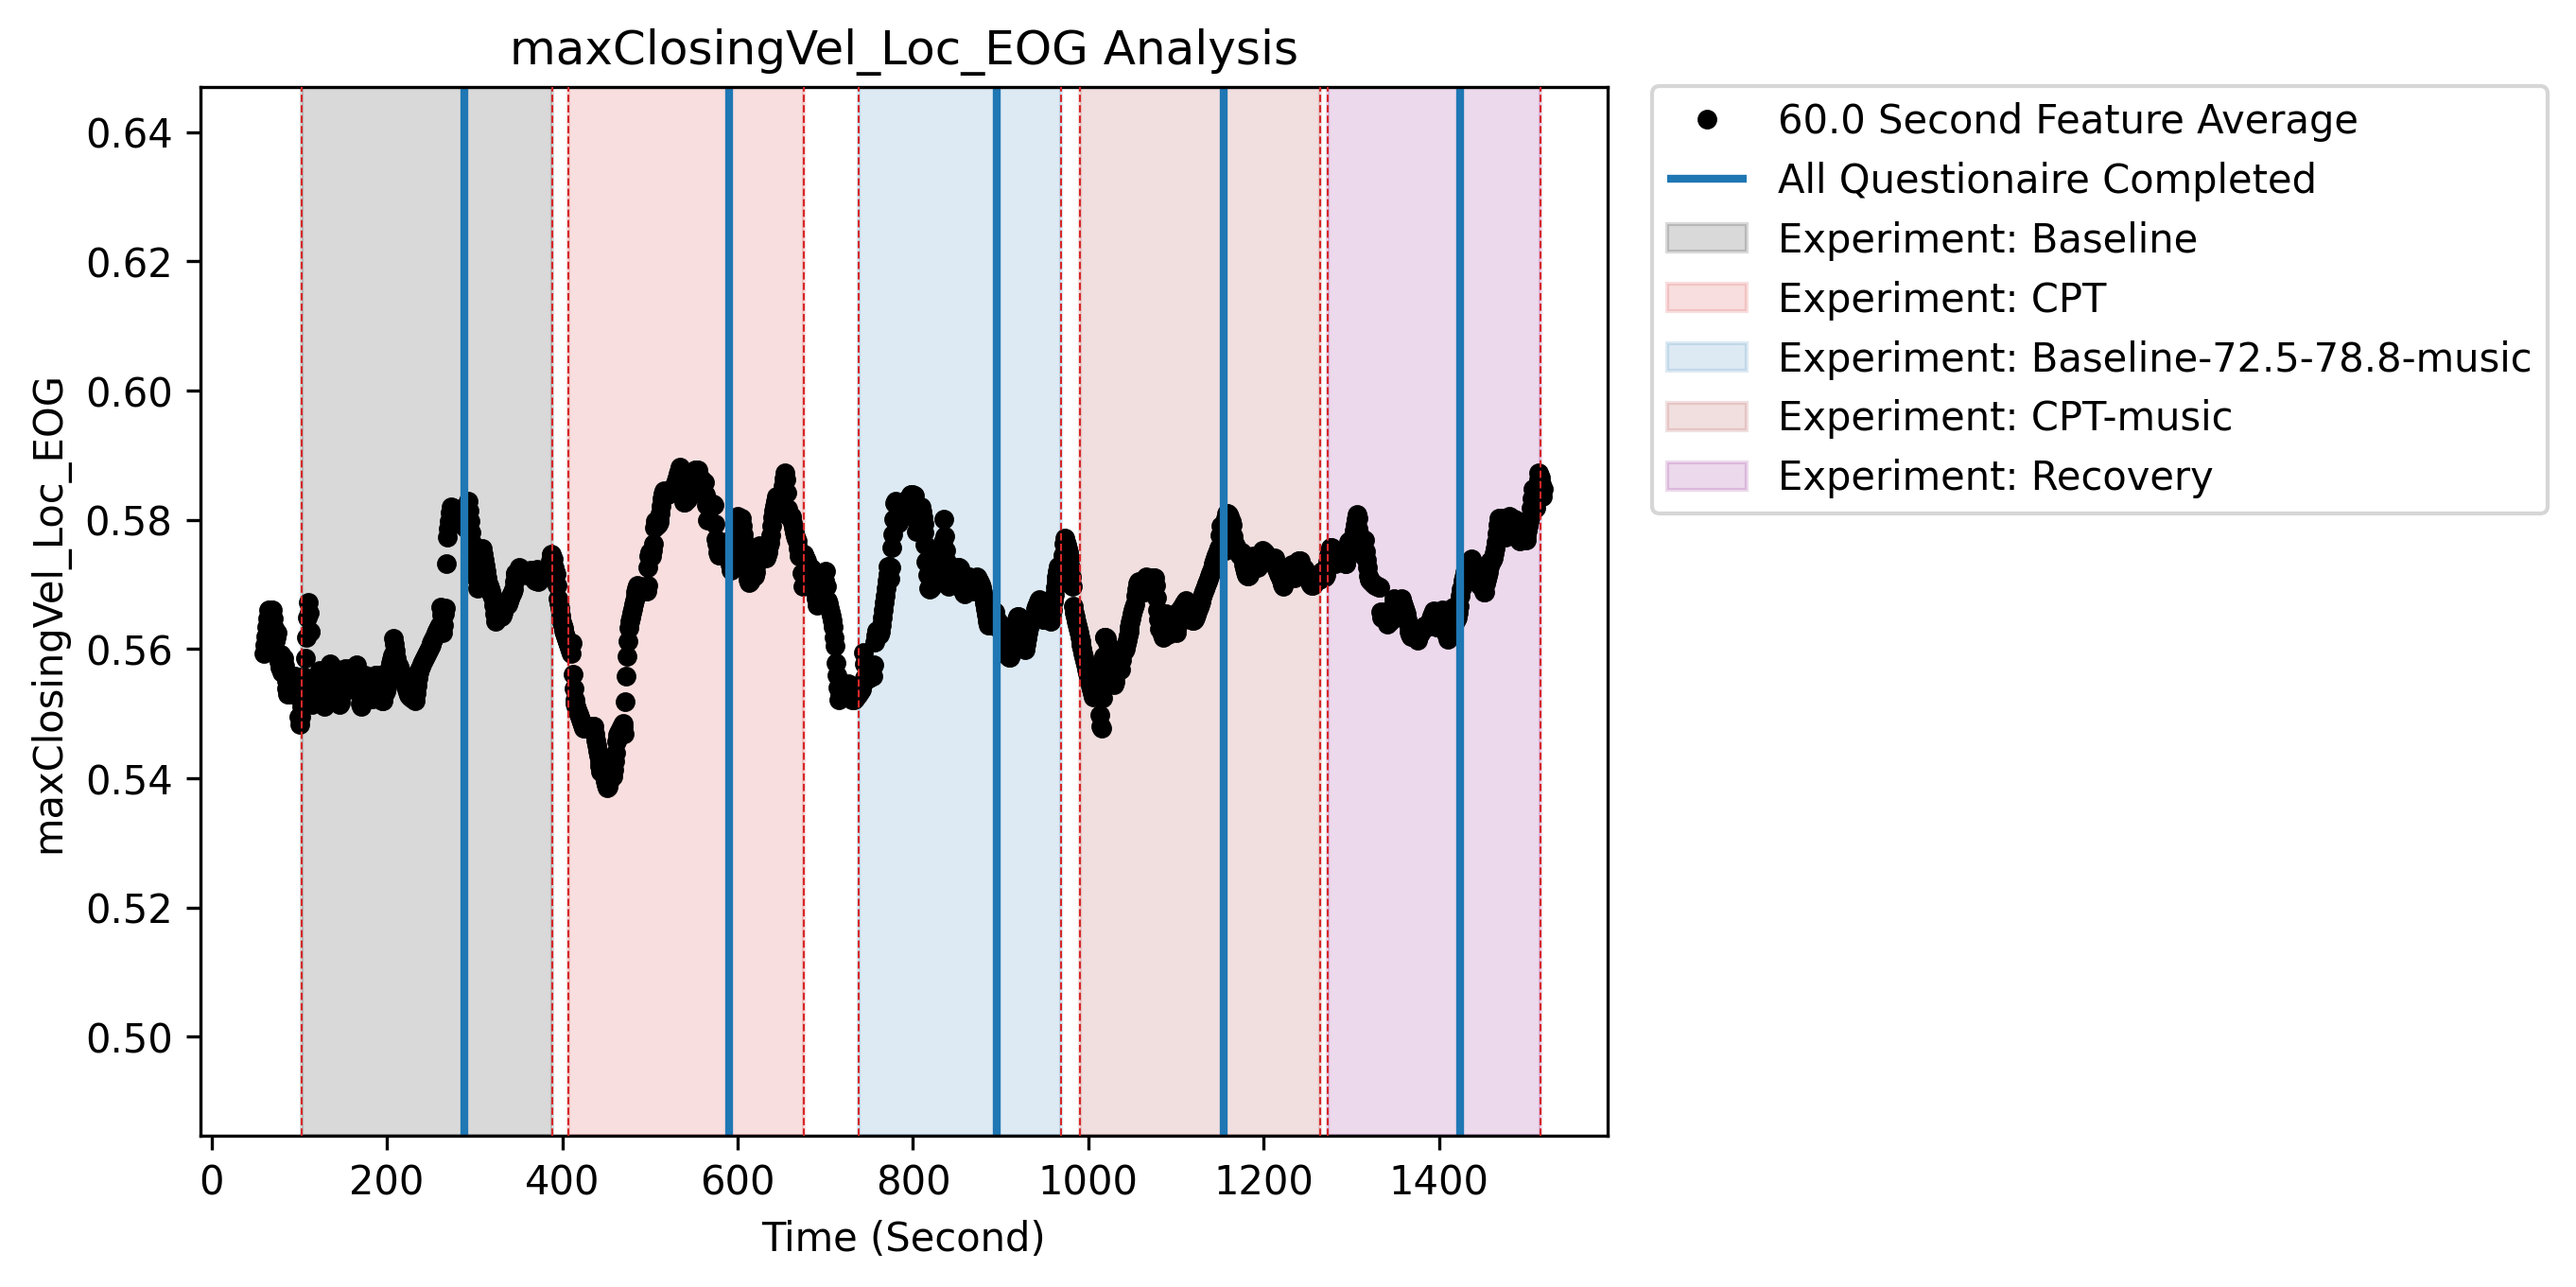 maxClosingVel_Loc_EOG Analysis
maxClosingVel_Loc_EOG
0.64
0.62
0.60
0.58
0.56
0.54
0.52
0.50
0
200
400
600
800
1000
1200
1400
Time (Second)
60.0 Second Feature Average
All Questionaire Completed
Experiment: Baseline
Experiment: CPT
Experiment: Baseline-72.5-78.8-music
Experiment: CPT-music
Experiment: Recovery